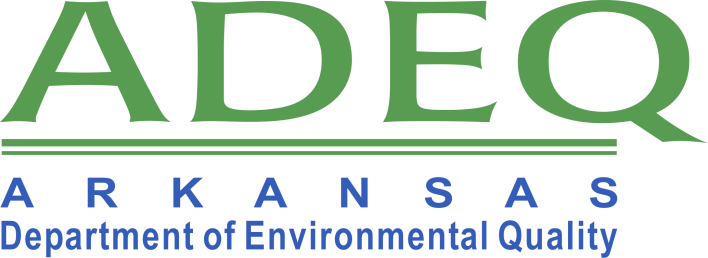 ADEQ
ARKANSAS
Department of Environmental Quality